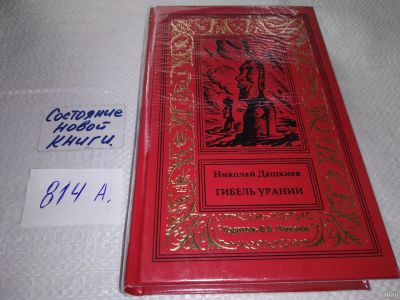 Состояние
новой
книги.
814 А.
Николай Дашкиев
ГИБЕЛЬ УРАНИИ